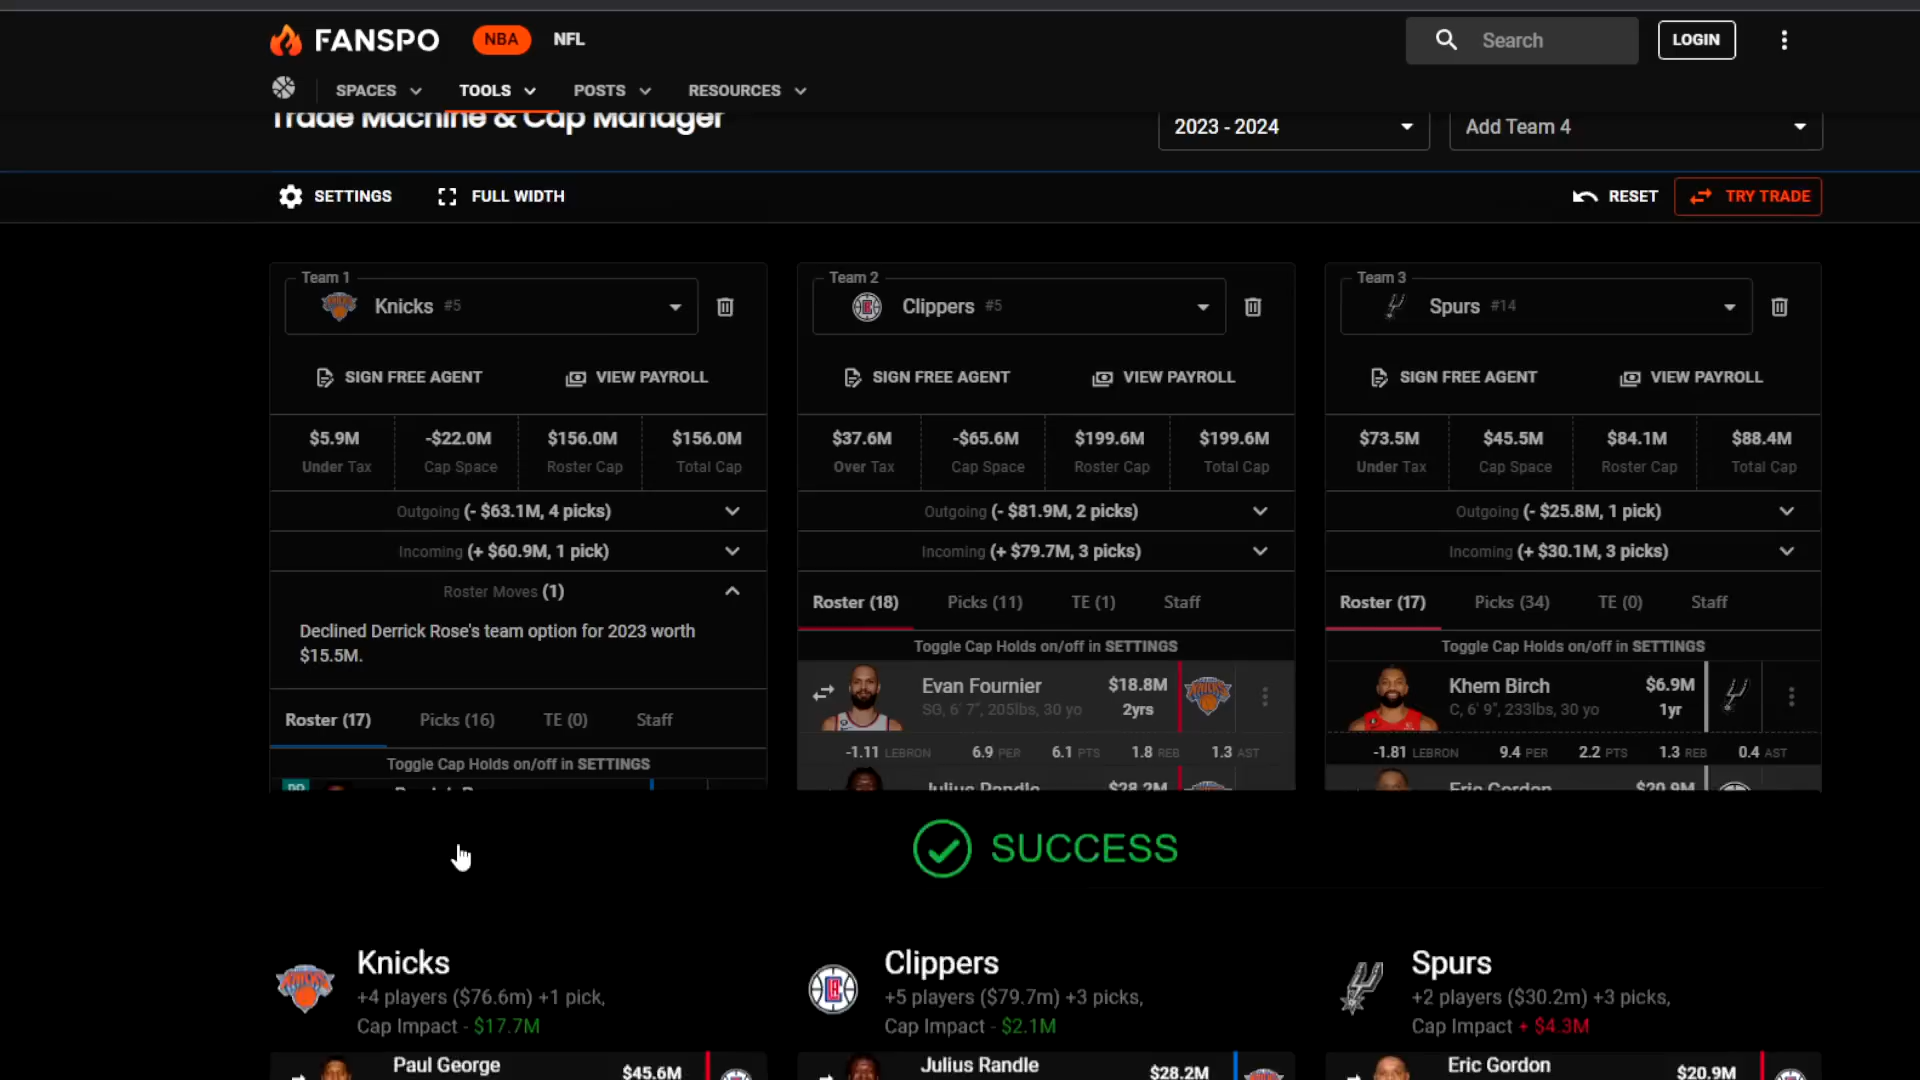 FANSPO
NBA
NFL
Search
LOGIN
SPACES
TOOLS
POSTS
RESOURCES
Trade Machine & Cap Manager
2023 - 2024
Add Team 4
SETTINGS
FULL WIDTH
RESET
TRY TRADE
Team 1
Knicks #5
SIGN FREE AGENT
VIEW PAYROLL
$5.9M -$22.0M $156.0M $156.0M
Under Tax Cap Space Roster Cap Total Cap
Outgoing (- $63.1M, 4 picks)
Incoming (+ $60.9M, 1 pick)
Roster Moves (1)
Declined Derrick Rose's team option for 2023 worth
$15.5M.
Roster (17) Picks (16) TE (0) Staff
Toggle Cap Holds on/off in SETTINGS
Team 2
Clippers #5
SIGN FREE AGENT
VIEW PAYROLL
$37.6M -$65.6M $199.6M $199.6M
Over Tax Cap Space Roster Cap Total Cap
Outgoing (- $81.9M, 2 picks)
Incoming (+ $79.7M, 3 picks)
Roster (18) Picks (11) TE (1) Staff
Toggle Cap Holds on/off in SETTINGS
Evan Fournier $18.8M
SG, 6' 7", 205lbs, 30 yo 2yrs
-1.11 LEBRON 6.9 PER 6.1 PTS 1.8 REB 1.3 AST
Julius Randle $28.2M
Team 3
Spurs #14
SIGN FREE AGENT
VIEW PAYROLL
$73.5M $45.5M $84.1M $88.4M
Under Tax Cap Space Roster Cap Total Cap
Outgoing (- $25.8M, 1 pick)
Incoming (+ $30.1M, 3 picks)
Roster (17) Picks (34) TE (0) Staff
Toggle Cap Holds on/off in SETTINGS
Khem Birch $6.9M
C, 6' 9", 233lbs, 30 yo 1yr
-1.81 LEBRON 9.4 PER 2.2 PTS 1.3 REB 0.4 AST
Eric Gordon $20.9M
SUCCESS
Knicks
+4 players ($76.6m) +1 pick,
Cap Impact - $17.7M
Paul George $45.6M
Clippers
+5 players ($79.7m) +3 picks,
Cap Impact - $2.1M
Julius Randle $28.2M
Spurs
+2 players ($30.2m) +3 picks,
Cap Impact + $4.3M
Eric Gordon $20.9M